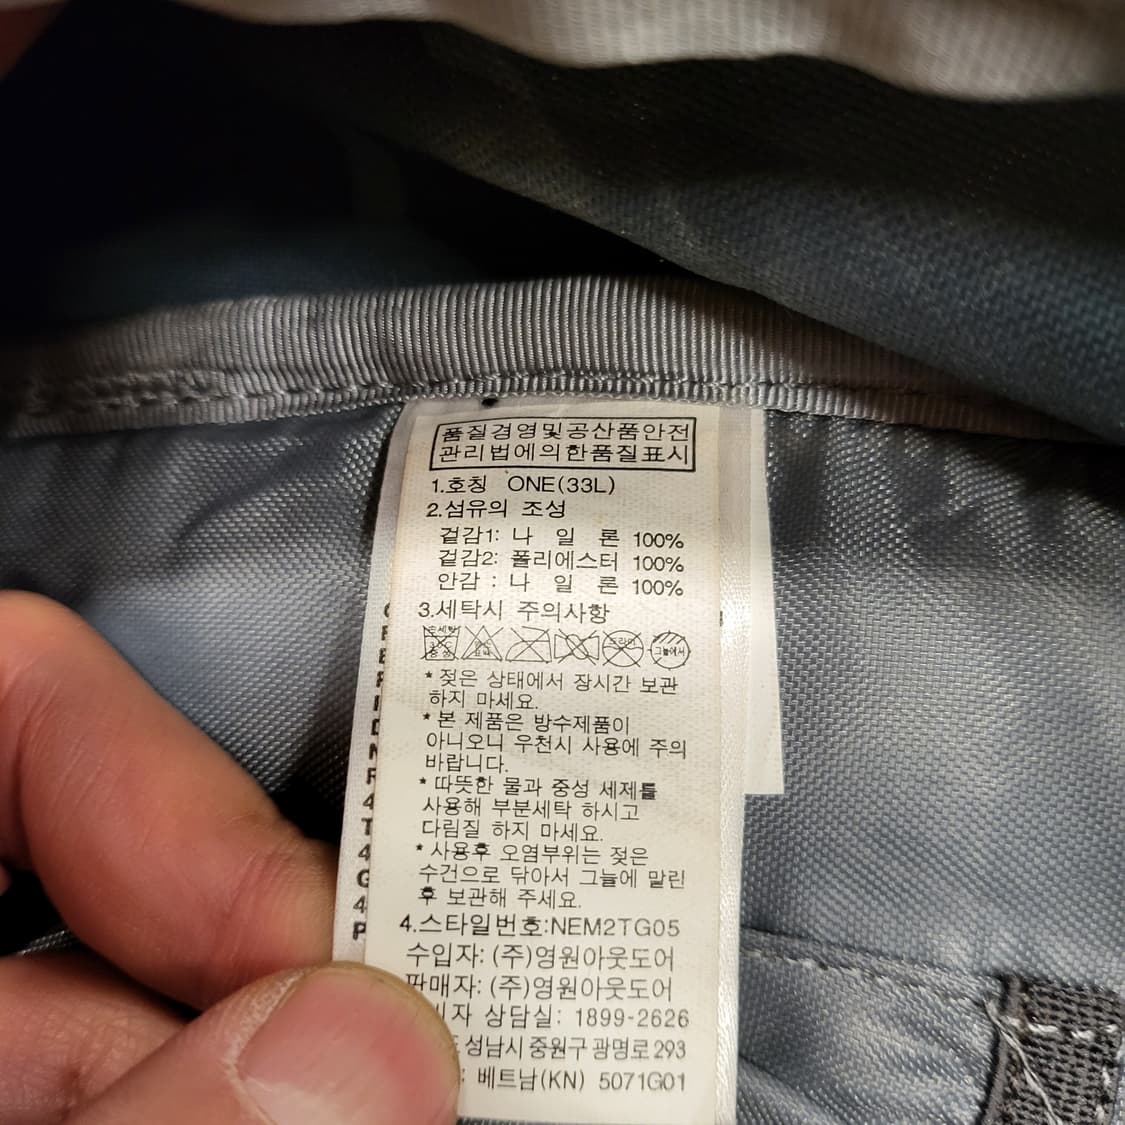 품질경영및공산품안전
관리법에의한품질표시
1.호칭 ONE(33L)
2.섬유의 조성
겉감1: 나 일 론 100%
겉감2: 폴리에스터 100%
안감 : 나 일 론 100%
3.세탁시 주의사항
* 젖은 상태에서 장시간 보관
하지 마세요.
* 본 제품은 방수제품이
아니오니 우천시 사용에 주의
바랍니다.
* 따뜻한 물과 중성 세제를
사용해 부분세탁 하시고
다림질 하지 마세요.
* 사용후 오염부위는 젖은
수건으로 닦아서 그늘에 말린
후 보관해 주세요.
4.스타일번호:NEM2TG05
수입자: (주)영원아웃도어
판매자: (주)영원아웃도어
자 상담실: 1899-2626
성남시 중원구 광명로 293
: 베트남(KN) 5071G01